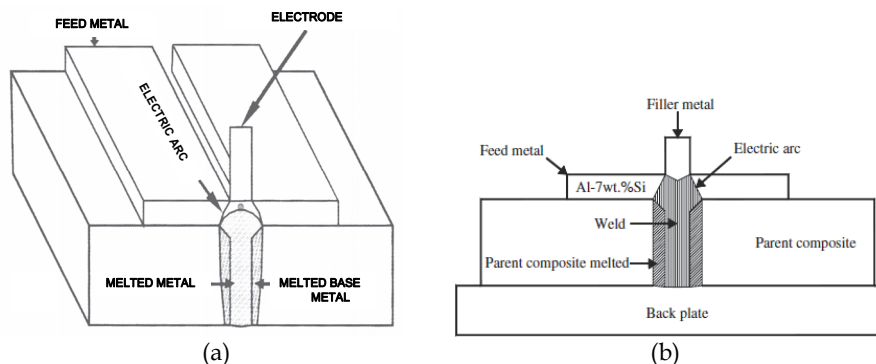 FEED METAL
ELECTRODE
ELECTRIC ARC
MELTED METAL
MELTED BASE
METAL
(a)
Filler metal
Electric arc
Feed metal
Al-7wt.%Si
Weld
Parent composite
Parent composite melted
Back plate
(b)